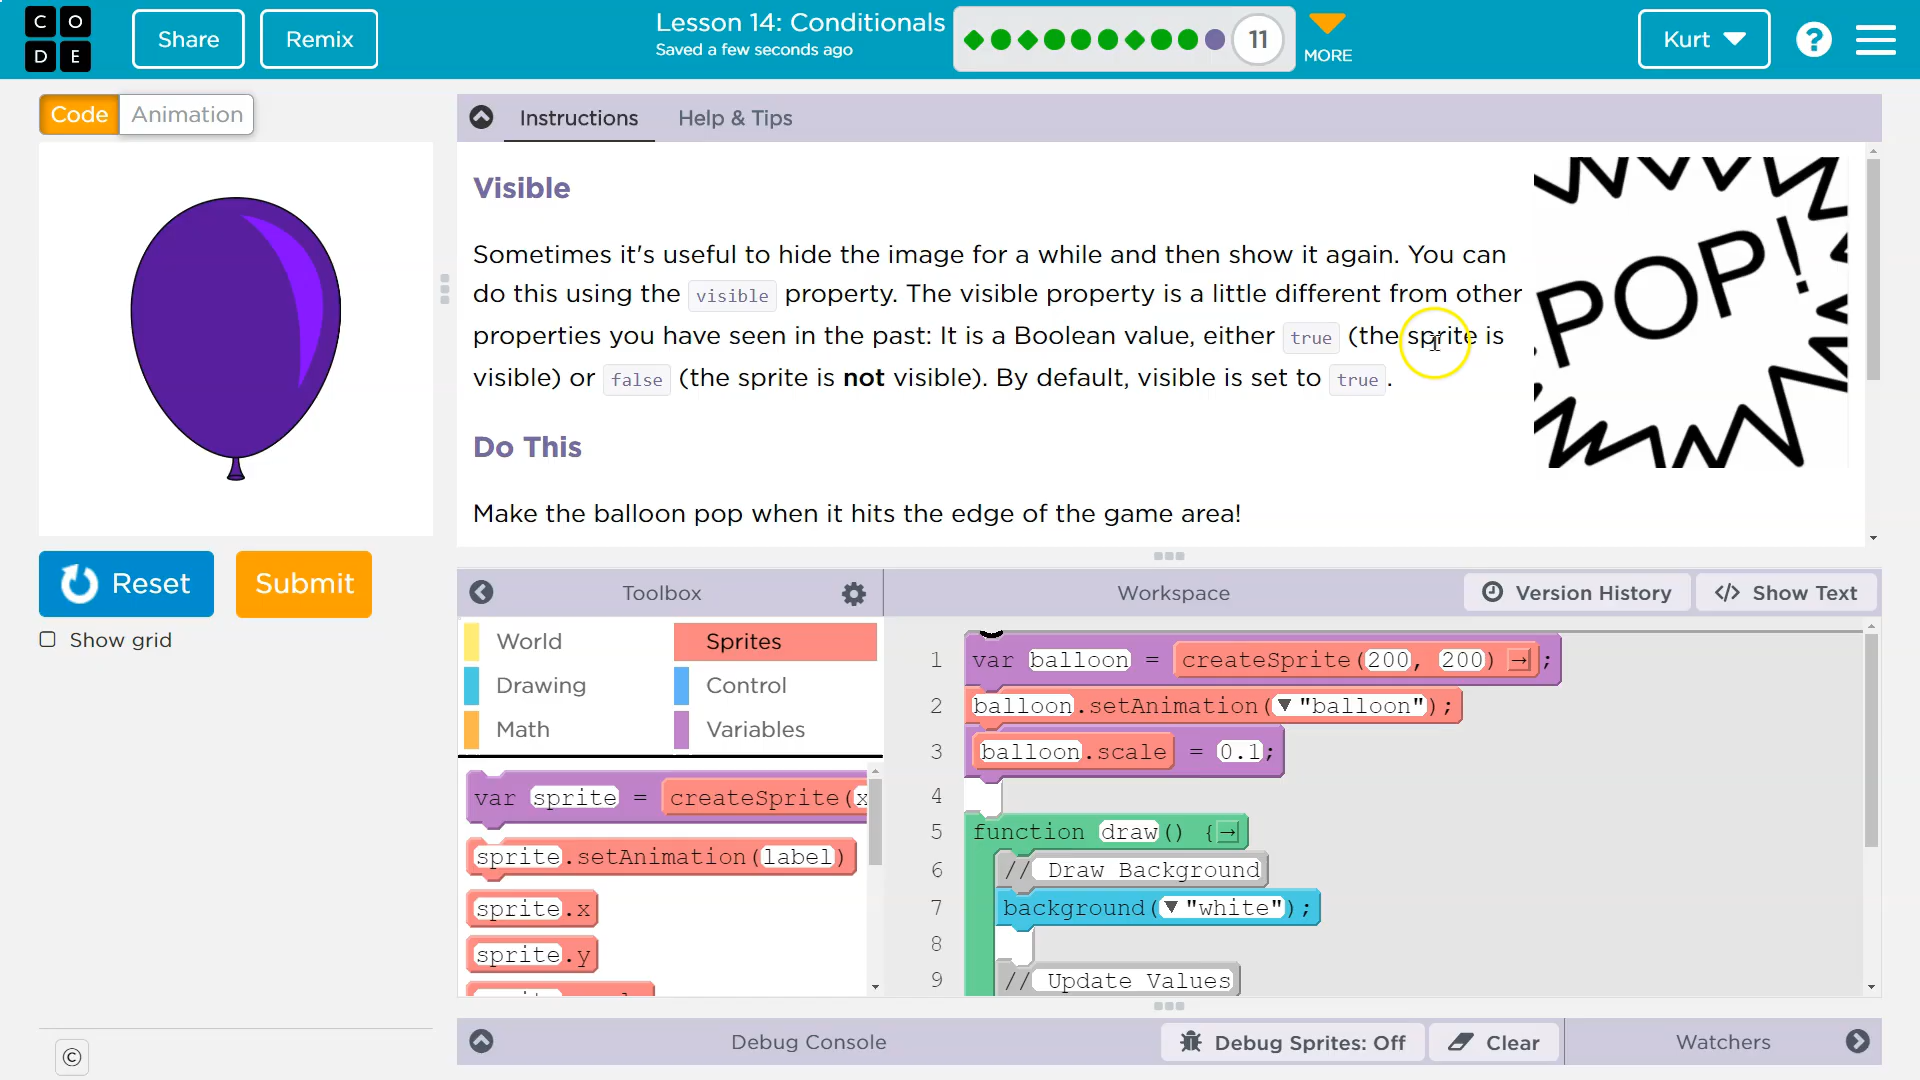 CODE
Share
Remix
Lesson 14: Conditionals
Saved a few seconds ago
11
MORE
Kurt
?
Code
Animation
Instructions
Help & Tips
Visible
Sometimes it's useful to hide the image for a while and then show it again. You can
do this using the visible property. The visible property is a little different from other
properties you have seen in the past: It is a Boolean value, either true (the sprite is
visible) or false (the sprite is not visible). By default, visible is set to true.
POP!
Do This
Make the balloon pop when it hits the edge of the game area!
Reset
Submit
Show grid
Toolbox
Workspace
Version History
</> Show Text
World
Sprites
Drawing
Control
Math
Variables
var sprite = createSprite(x
sprite.setAnimation(label)
sprite.x
sprite.y
1 var balloon = createSprite(200, 200) → ;
2 balloon.setAnimation(▼ "balloon");
3 balloon.scale = 0.1;
4
5 function draw() { →
6 // Draw Background
7 background(▼ "white");
8
9 // Update Values
©
Debug Console
Debug Sprites: Off
Clear
Watchers